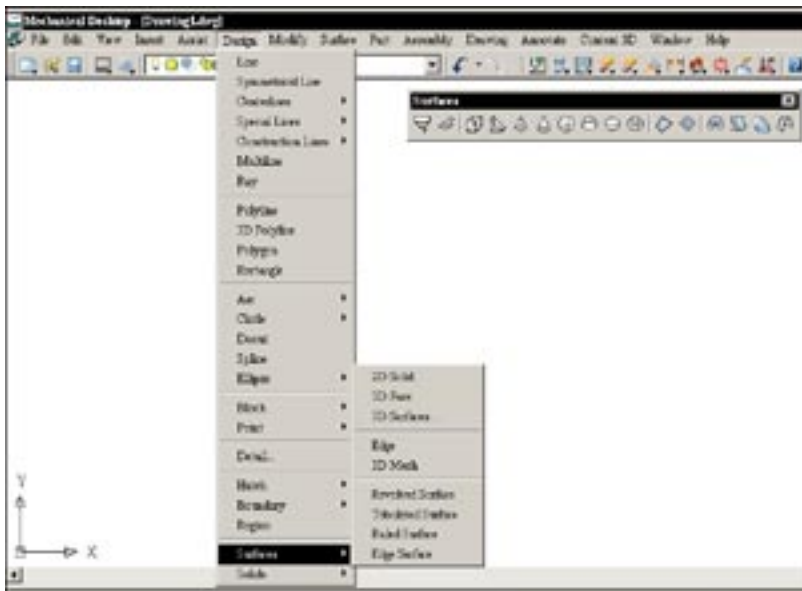 Mechanical Desktop - [Drawing1.dwg]
File Edit View Insert Assist Design Modify Surface Part Assembly Drawing Annotate Content 3D Window Help
Line
Symmetrical Line
Centerlines
Special Lines
Construction Lines
Multiline
Ray
Polyline
3D Polyline
Polygon
Rectangle
Arc
Circle
Donut
Spline
Ellipse
Block
Point
Detail...
Hatch
Boundary
Region
Surfaces
Solids
Surfaces
2D Solid
3D Face
3D Surfaces...
Edge
3D Mesh
Revolved Surface
Tabulated Surface
Ruled Surface
Edge Surface
Y
X